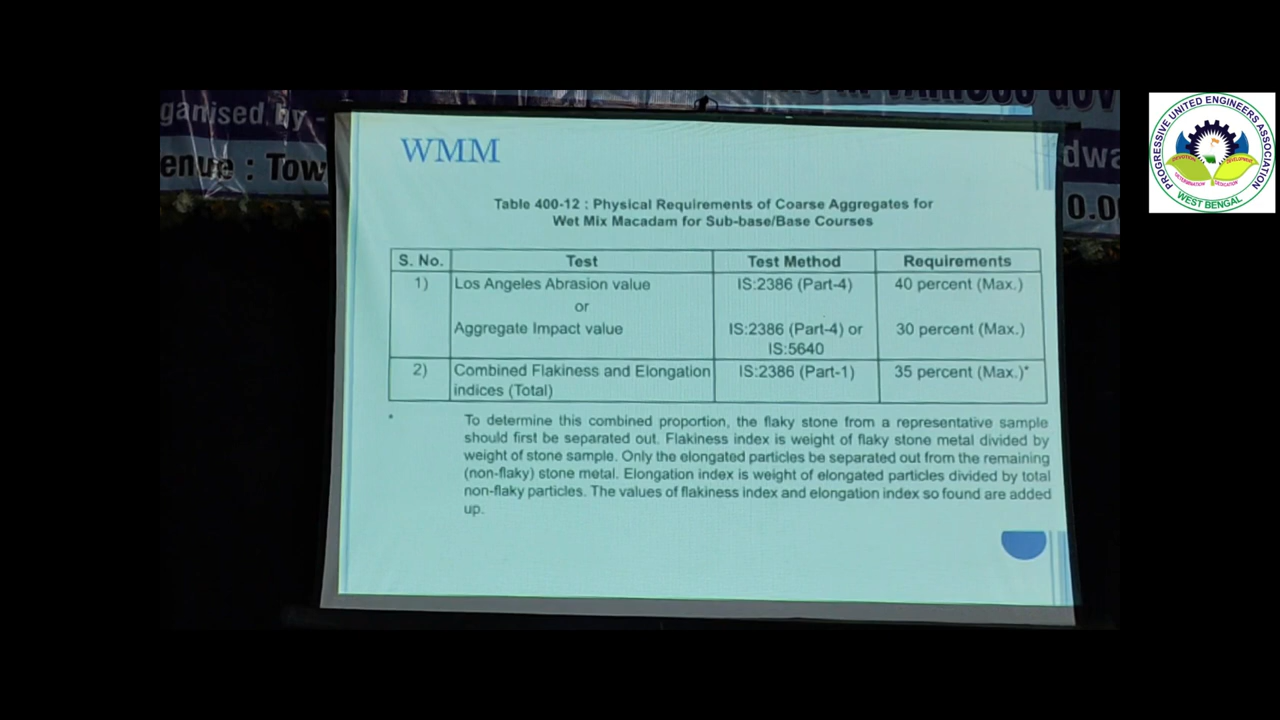 ganised by -
enue : Tow
dwa
0.0
WMM
Table 400-12 : Physical Requirements of Coarse Aggregates for
Wet Mix Macadam for Sub-base/Base Courses
S. No. Test Test Method Requirements
1) Los Angeles Abrasion value IS:2386 (Part-4) 40 percent (Max.)
or
Aggregate Impact value IS:2386 (Part-4) or 30 percent (Max.)
IS:5640
2) Combined Flakiness and Elongation IS:2386 (Part-1) 35 percent (Max.)*
indices (Total)
* To determine this combined proportion, the flaky stone from a representative sample
should first be separated out. Flakiness index is weight of flaky stone metal divided by
weight of stone sample. Only the elongated particles be separated out from the remaining
(non-flaky) stone metal. Elongation index is weight of elongated particles divided by total
non-flaky particles. The values of flakiness index and elongation index so found are added
up.
PROGRESSIVE UNITED ENGINEERS ASSOCIATION
DEVOTION DEVELOPMENT
DETERMINATION DEDICATION
WEST BENGAL